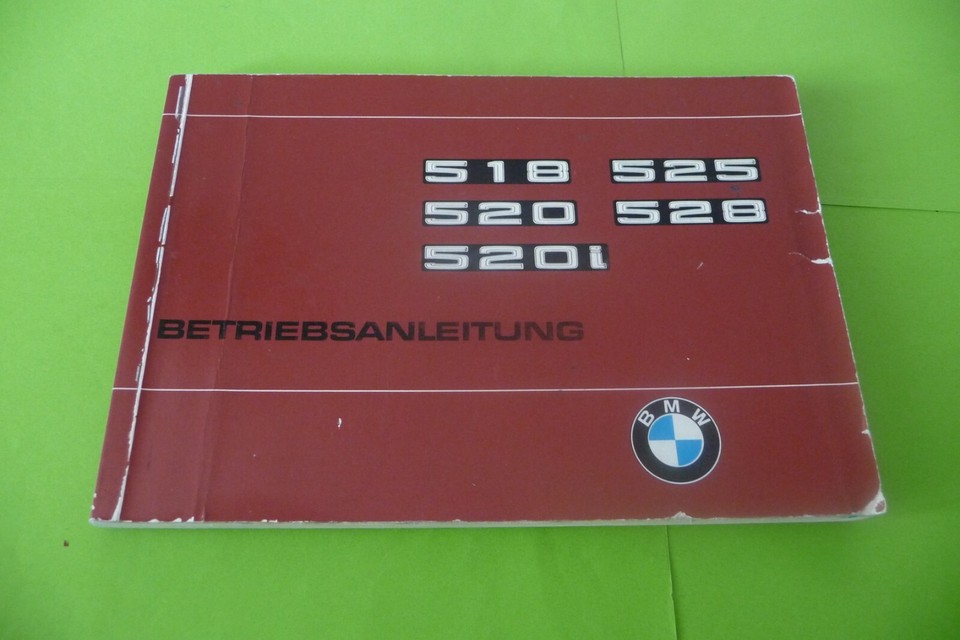 518 525
520 528
520i
BETRIEBSANLEITUNG
BMW